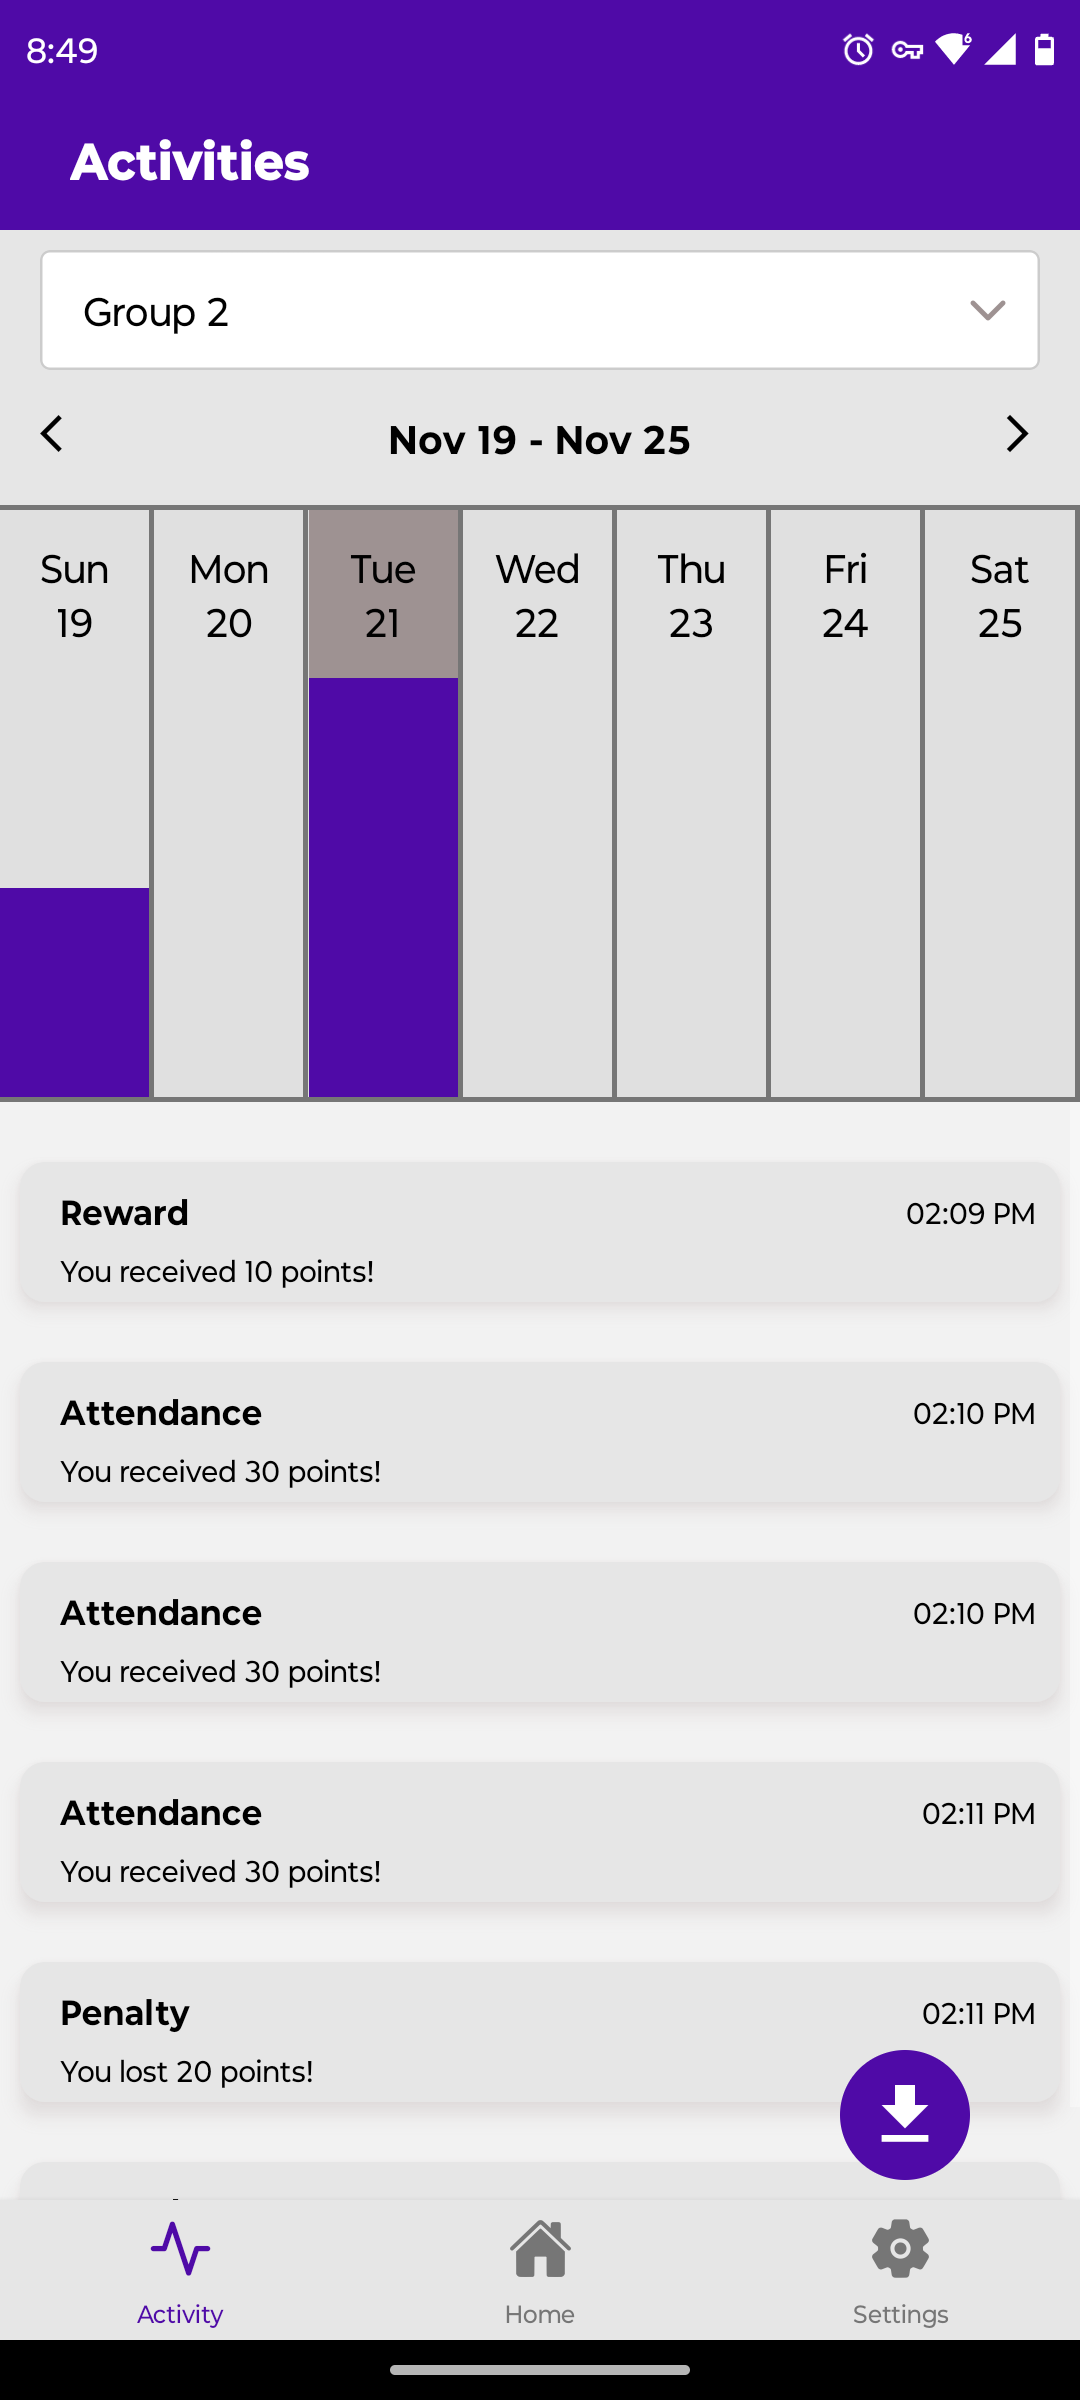 8:49
Activities
Group 2
Nov 19 - Nov 25
Sun Mon Tue Wed Thu Fri Sat
19 20 21 22 23 24 25
Reward 02:09 PM
You received 10 points!
Attendance 02:10 PM
You received 30 points!
Attendance 02:10 PM
You received 30 points!
Attendance 02:11 PM
You received 30 points!
Penalty 02:11 PM
You lost 20 points!
Activity Home Settings